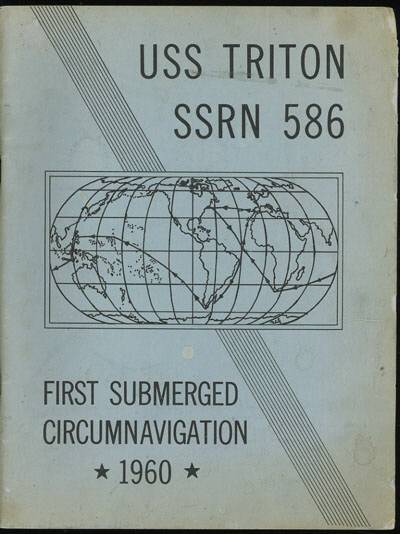 USS TRITON
SSRN 586
FIRST SUBMERGED
CIRCUMNAVIGATION
★ 1960 ★